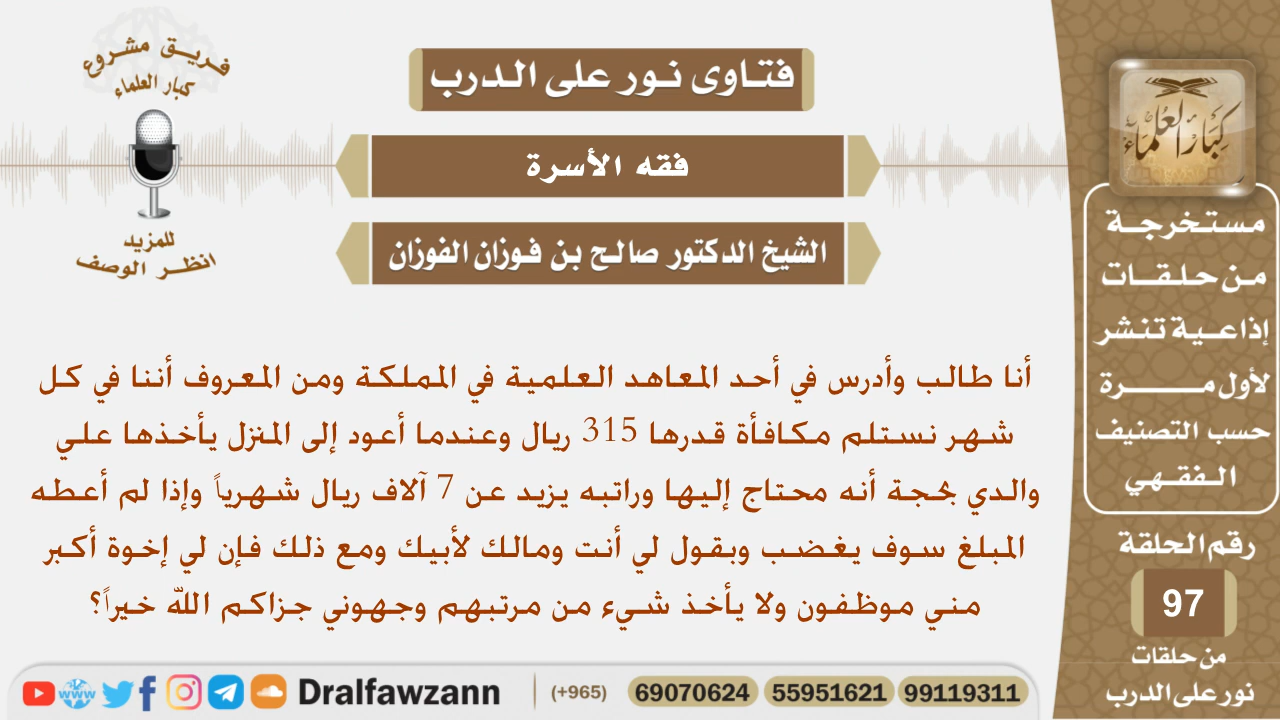 فتاوى نور على الدرب
فقه الأسرة
الشيخ الدكتور صالح بن فوزان الفوزان
فريق مشروع
كبار العلماء
للمزيد
انظر الوصف
أنا طالب وأدرس في أحد المعاهد العلمية في المملكة ومن المعروف أننا في كل
شهر نستلم مكافأة قدرها 315 ريال وعندما أعود إلى المنزل يأخذها علي
والدي بحجة أنه محتاج إليها وراتبه يزيد عن 7 آلاف ريال شهرياً وإذا لم أعطه
المبلغ سوف يغضب وبقول لي أنت ومالك لأبيك ومع ذلك فإن لي إخوة أكبر
مني موظفون ولا يأخذ شيء من مرتبهم وجهوني جزاكم الله خيراً؟
كبار العلماء
مستخرجة
من حلقات
إذاعية تنشر
لأول مرة
حسب التصنيف
الفقهي
رقم الحلقة
97
من حلقات
نور على الدرب
www
Dralfawzann
(+965)
69070624
55951621
99119311